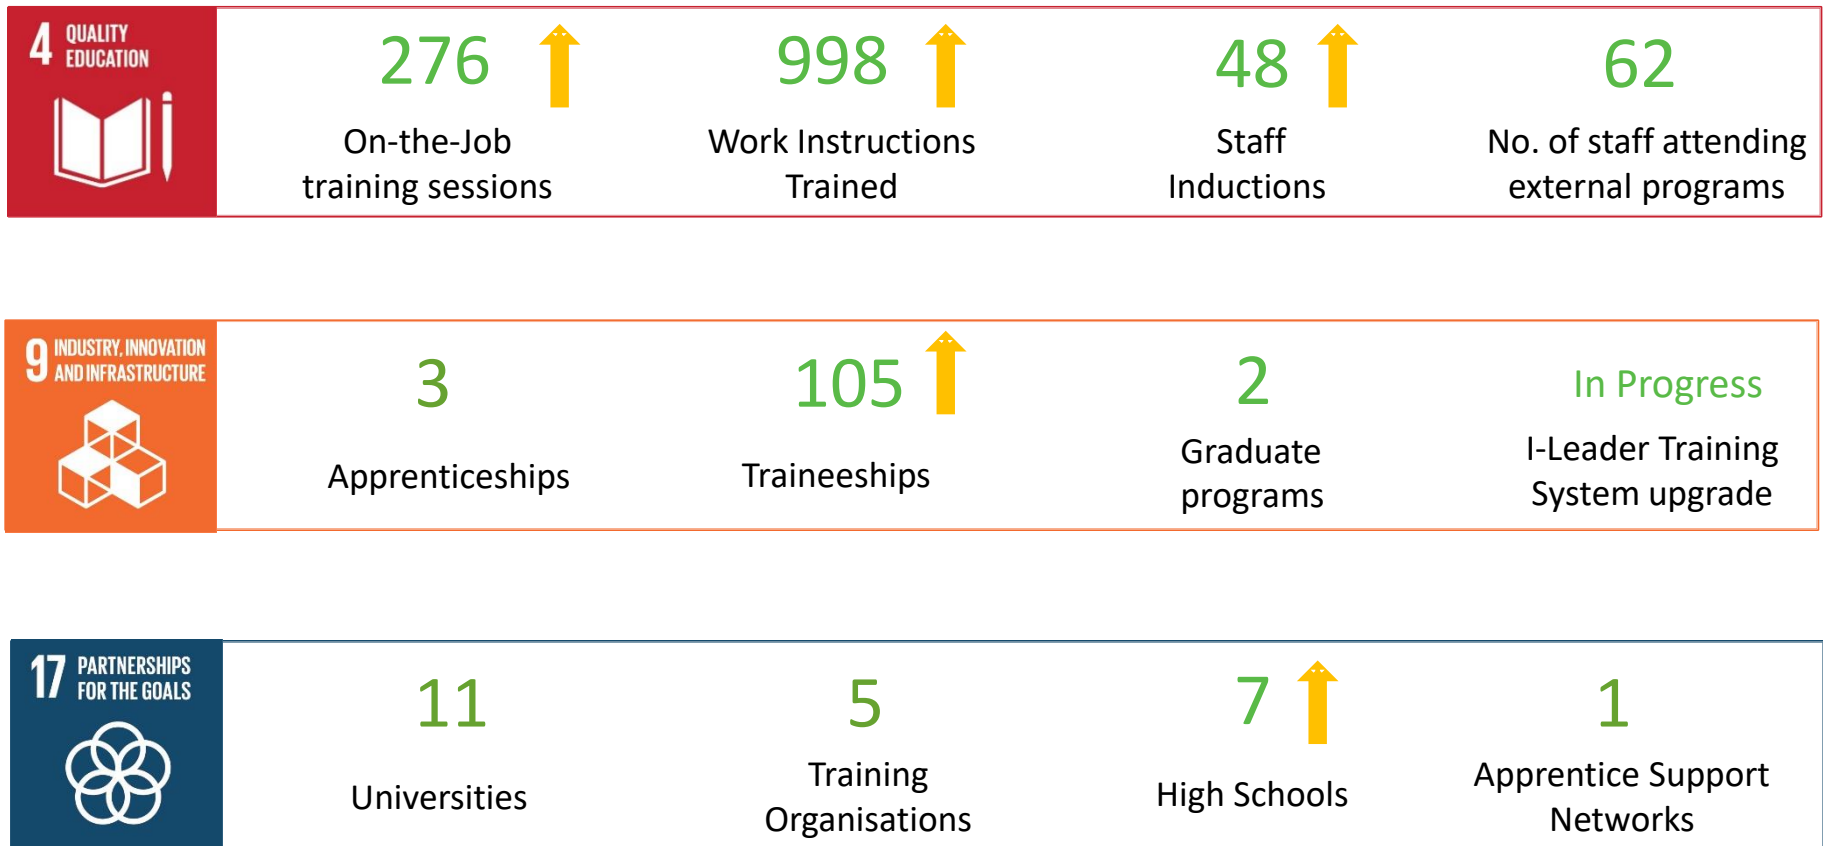 4 QUALITY
EDUCATION
276
998
48
62
On-the-Job
training sessions
Work Instructions
Trained
Staff
Inductions
No. of staff attending
external programs
9 INDUSTRY, INNOVATION
AND INFRASTRUCTURE
3
105
2
In Progress
Apprenticeships
Traineeships
Graduate
programs
I-Leader Training
System upgrade
17 PARTNERSHIPS
FOR THE GOALS
11
5
7
1
Universities
Training
Organisations
High Schools
Apprentice Support
Networks